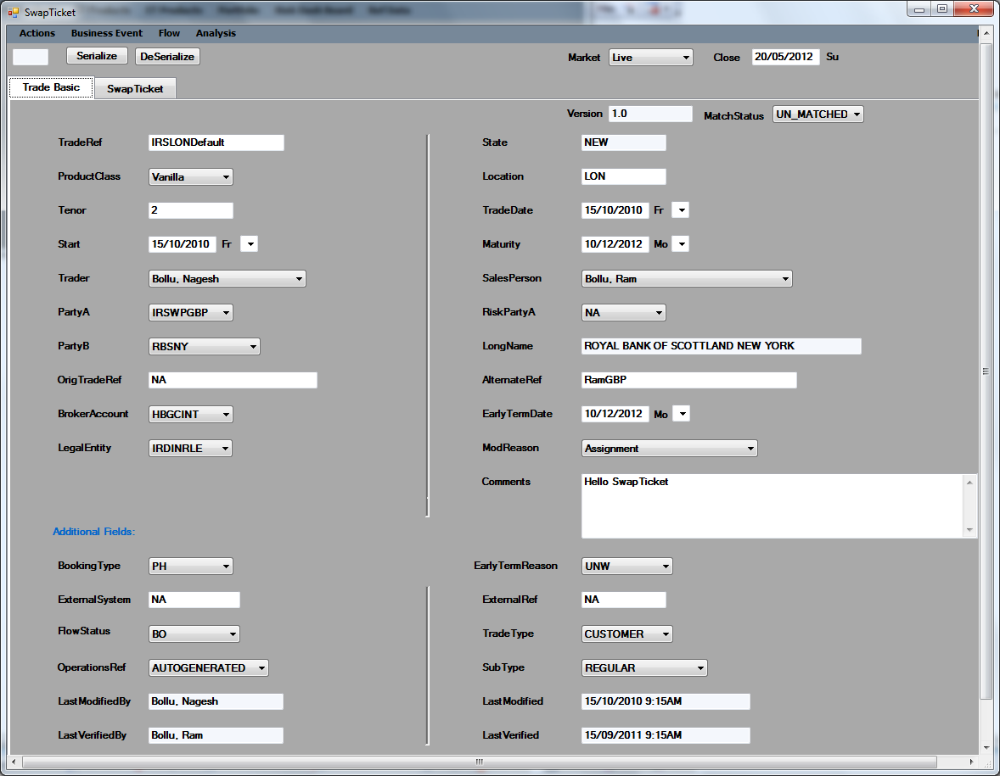 SwapTicket
Actions Business Event Flow Analysis
Serialize DeSerialize Market Live Close 20/05/2012 Su
Trade Basic SwapTicket
Version 1.0 MatchStatus UN_MATCHED
TradeRef IRSLONDefault State NEW
ProductClass Vanilla Location LON
Tenor 2 TradeDate 15/10/2010 Fr
Start 15/10/2010 Fr Maturity 10/12/2012 Mo
Trader Bollu, Nagesh SalesPerson Bollu, Ram
PartyA IRSWPGBP RiskPartyA NA
PartyB RBSNY LongName ROYAL BANK OF SCOTTLAND NEW YORK
OrigTradeRef NA AlternateRef RamGBP
BrokerAccount HBGCINT EarlyTermDate 10/12/2012 Mo
LegalEntity IRDINRLE ModReason Assignment
Comments Hello SwapTicket
Additional Fields:
BookingType PH EarlyTermReason UNW
ExternalSystem NA ExternalRef NA
FlowStatus BO TradeType CUSTOMER
OperationsRef AUTOGENERATED SubType REGULAR
LastModifiedBy Bollu, Nagesh LastModified 15/10/2010 9:15AM
LastVerifiedBy Bollu, Ram LastVerified 15/09/2011 9:15AM